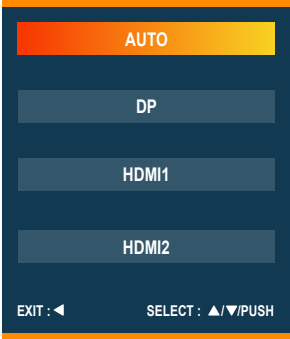 AUTO
DP
HDMI1
HDMI2
EXIT : ◀ SELECT : ▲/▼/PUSH